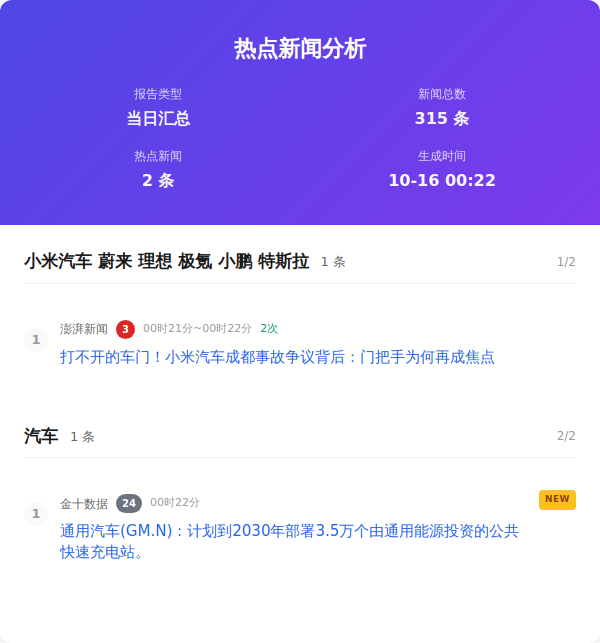 热点新闻分析
报告类型
新闻总数
当日汇总
315 条
热点新闻
生成时间
2 条
10-16 00:22
小米汽车 蔚来 理想 极氪 小鹏 特斯拉 1 条 1/2
1
澎湃新闻 3 00时21分~00时22分 2次
打不开的车门！小米汽车成都事故争议背后：门把手为何再成焦点
汽车 1 条 2/2
1
金十数据 24 00时22分 NEW
通用汽车(GM.N)：计划到2030年部署3.5万个由通用能源投资的公共
快速充电站。